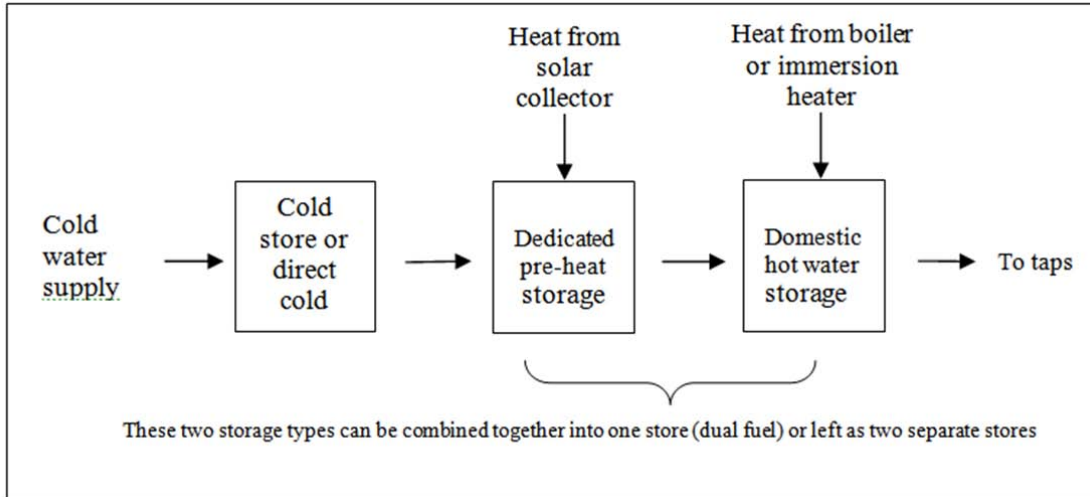 Heat from
solar
collector
Heat from boiler
or immersion
heater
Cold
water
supply
Cold
store or
direct
cold
Dedicated
pre-heat
storage
Domestic
hot water
storage
To taps
These two storage types can be combined together into one store (dual fuel) or left as two separate stores